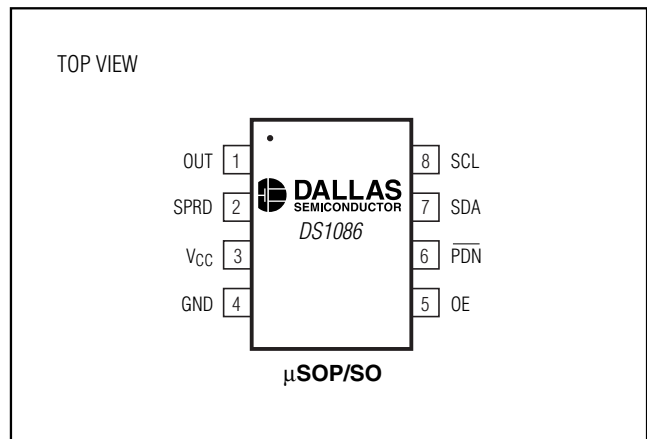 TOP VIEW
OUT 1
8 SCL
DALLAS
SEMICONDUCTOR
SPRD 2
7 SDA
DS1086
VCC 3
6 PDN
GND 4
5 OE
μSOP/SO